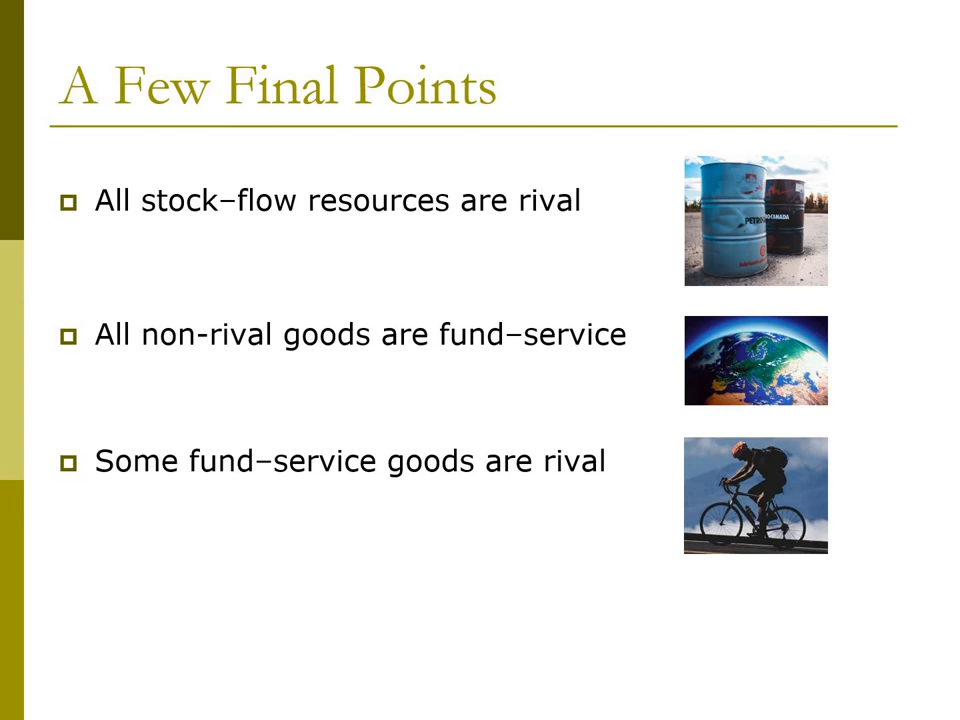 A Few Final Points
All stock–flow resources are rival
All non-rival goods are fund–service
Some fund–service goods are rival